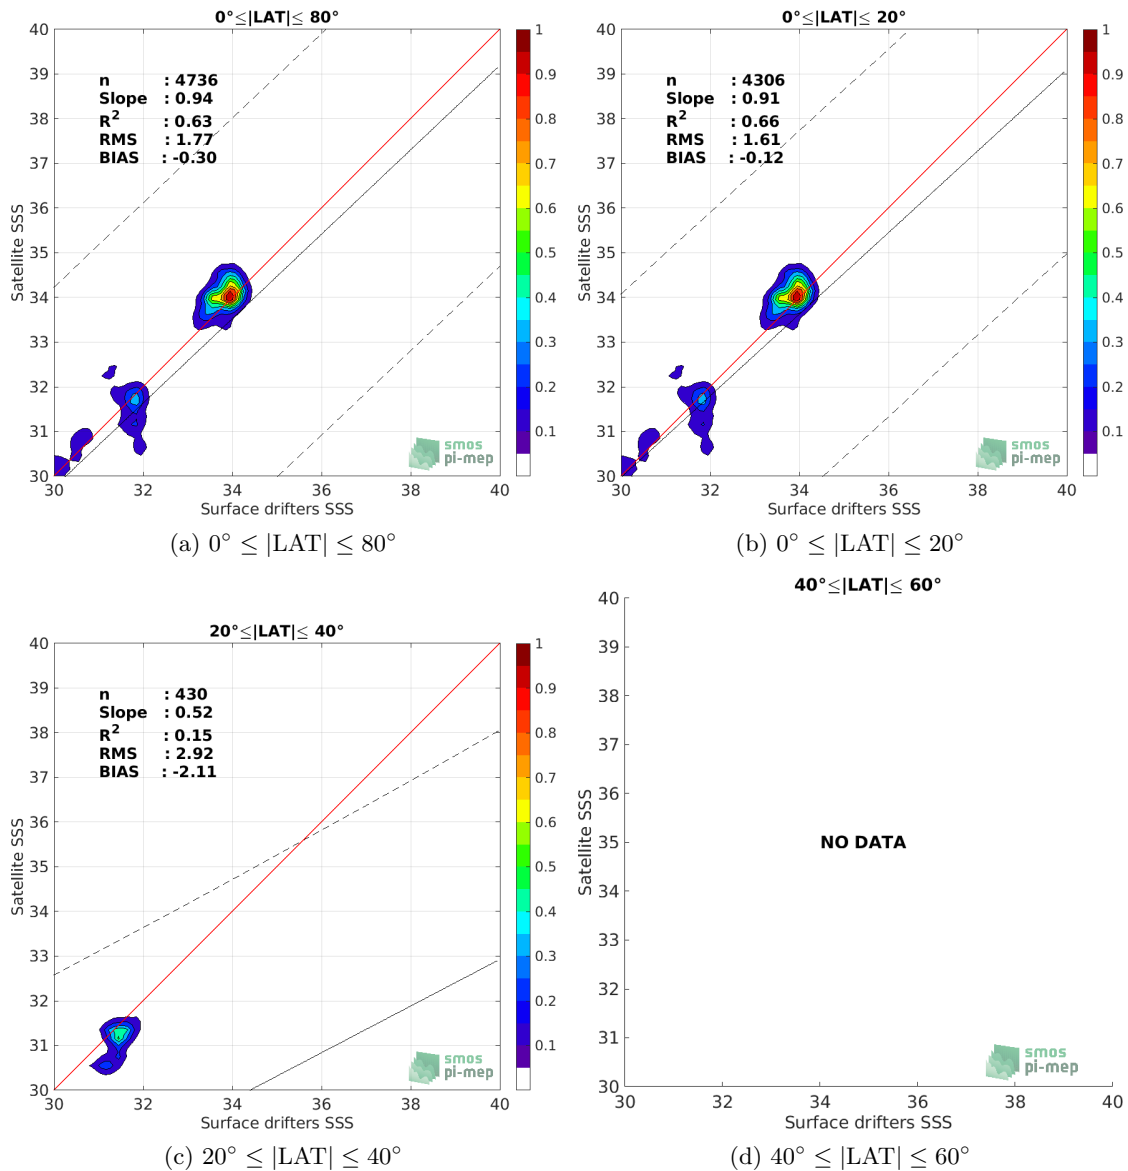 0°≤|LAT|≤ 80°
40
39
38
37
36
35
34
33
32
31
30
30 32 34 36 38 40
Satellite SSS
Surface drifters SSS
n : 4736
Slope : 0.94
R² : 0.63
RMS : 1.77
BIAS : -0.30
1
0.9
0.8
0.7
0.6
0.5
0.4
0.3
0.2
0.1
smos
pi-mep
(a) 0° ≤ |LAT| ≤ 80°
0°≤|LAT|≤ 20°
40
39
38
37
36
35
34
33
32
31
30
30 32 34 36 38 40
Satellite SSS
Surface drifters SSS
n : 4306
Slope : 0.91
R² : 0.66
RMS : 1.61
BIAS : -0.12
1
0.9
0.8
0.7
0.6
0.5
0.4
0.3
0.2
0.1
smos
pi-mep
(b) 0° ≤ |LAT| ≤ 20°
20°≤|LAT|≤ 40°
40
39
38
37
36
35
34
33
32
31
30
30 32 34 36 38 40
Satellite SSS
Surface drifters SSS
n : 430
Slope : 0.52
R² : 0.15
RMS : 2.92
BIAS : -2.11
1
0.9
0.8
0.7
0.6
0.5
0.4
0.3
0.2
0.1
smos
pi-mep
(c) 20° ≤ |LAT| ≤ 40°
40°≤|LAT|≤ 60°
40
39
38
37
36
35
34
33
32
31
30
30 32 34 36 38 40
Satellite SSS
Surface drifters SSS
NO DATA
smos
pi-mep
(d) 40° ≤ |LAT| ≤ 60°